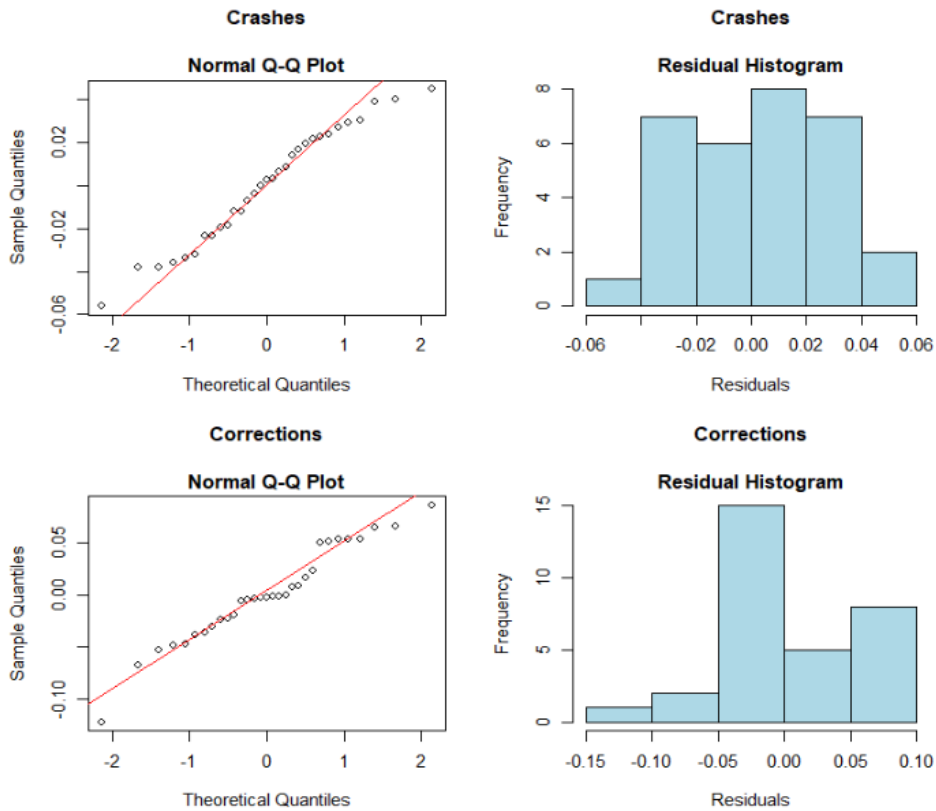 Crashes
Normal Q-Q Plot
Sample Quantiles
0.02
-0.02
-0.06
-2 -1 0 1 2
Theoretical Quantiles
Crashes
Residual Histogram
Frequency
8
6
4
2
0
-0.06 -0.02 0.00 0.02 0.04 0.06
Residuals
Corrections
Normal Q-Q Plot
Sample Quantiles
0.05
0.00
-0.10
-2 -1 0 1 2
Theoretical Quantiles
Corrections
Residual Histogram
Frequency
15
10
5
0
-0.15 -0.10 -0.05 0.00 0.05 0.10
Residuals